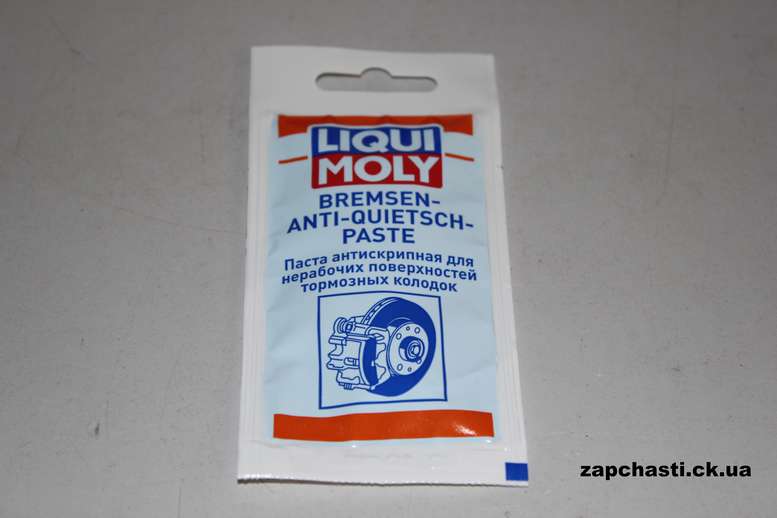 LIQUI
MOLY
BREMSEN-
ANTI-QUIETSCH-
PASTE
Паста антискрипная для
нерабочих поверхностей
тормозных колодок
zapchasti.ck.ua